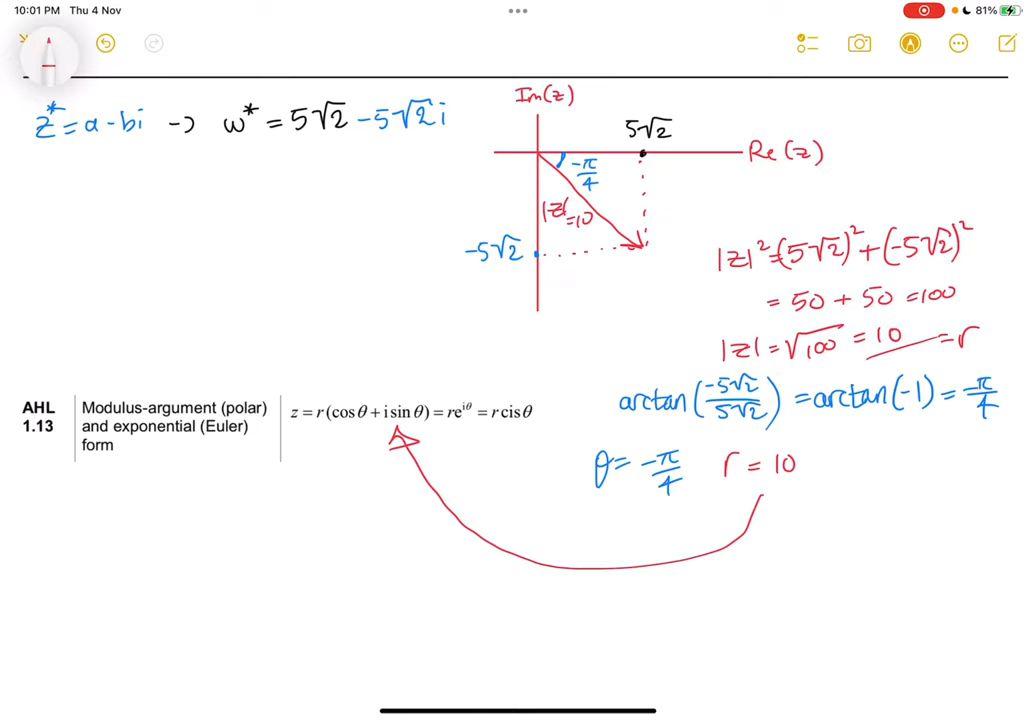 10:01 PM Thu 4 Nov
81%
z* = a - bi → w* = 5√2 - 5√2 i
Im(z)
5√2
Re(z)
-π/4
|z| = 10
-5√2
|z|² = (5√2)² + (-5√2)²
= 50 + 50 = 100
|z| = √100 = 10 = r
arctan(-5√2/5√2) = arctan(-1) = -π/4
AHL 1.13
Modulus-argument (polar) and exponential (Euler) form
z = r(cos θ + i sin θ) = re^{iθ} = r cis θ
θ = -π/4 r = 10